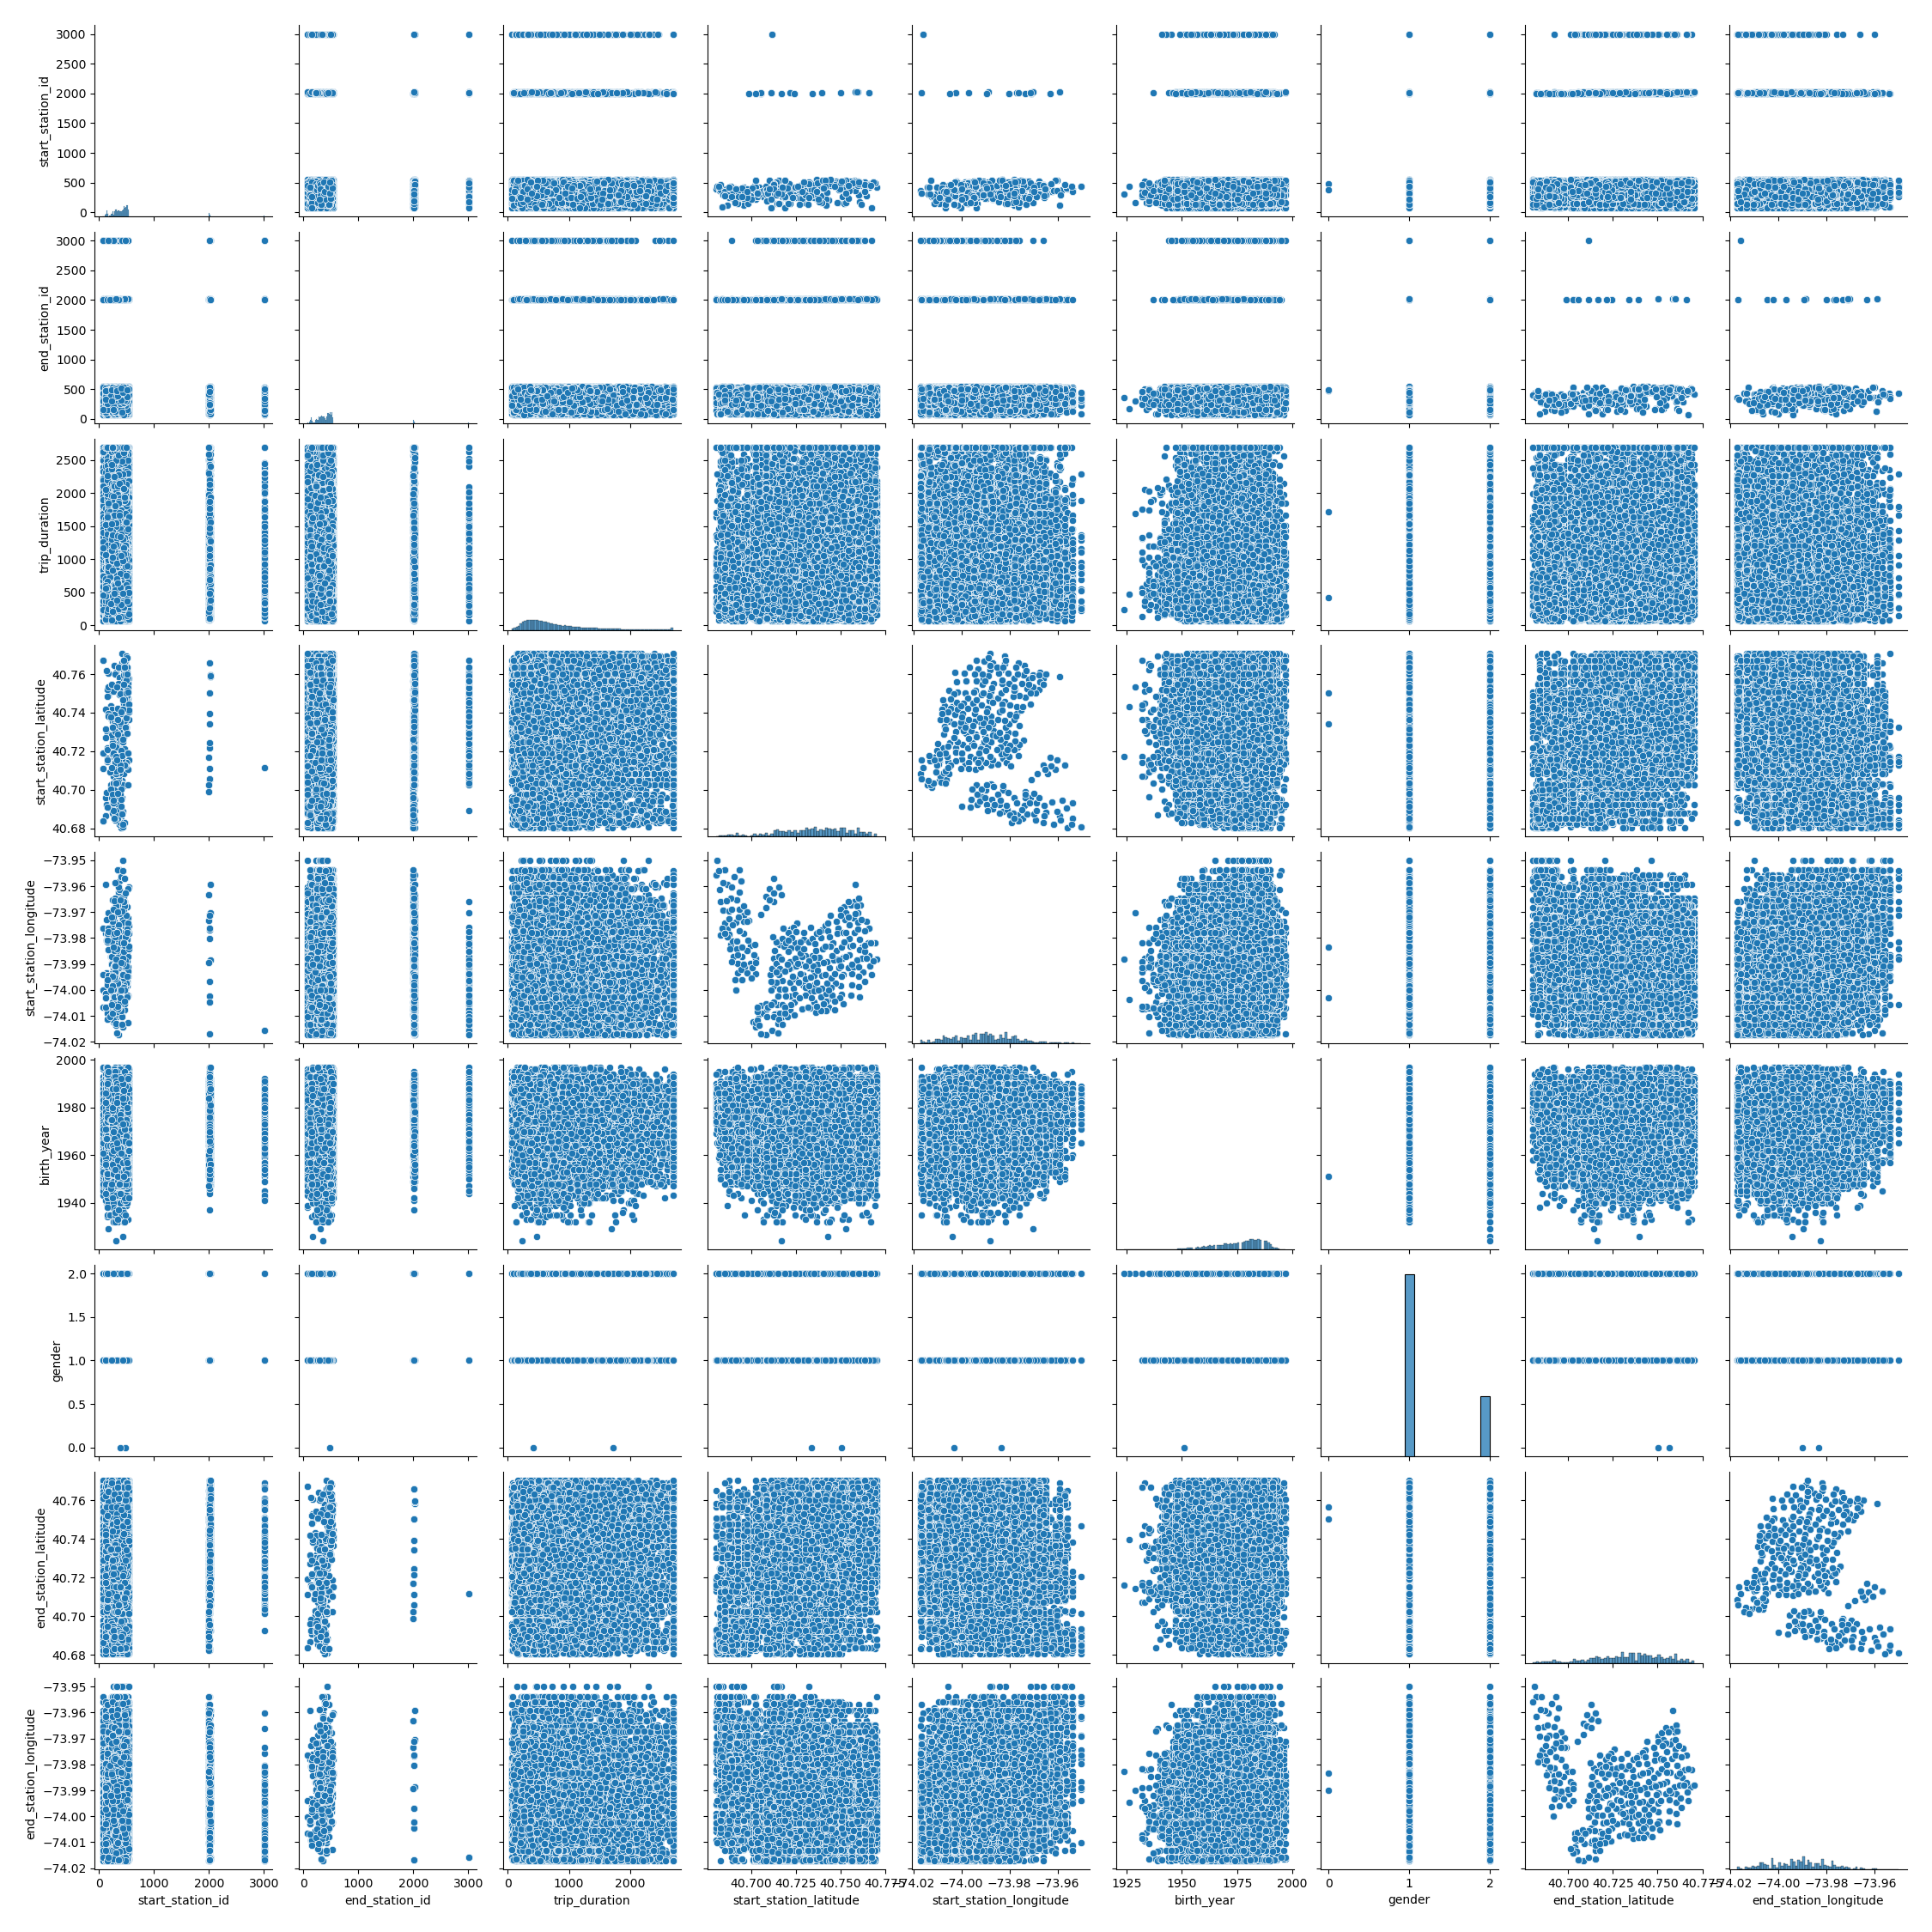 3000
2500
2000
1500
1000
500
0
start_station_id
3000
2500
2000
1500
1000
500
0
end_station_id
2500
2000
1500
1000
500
0
trip_duration
40.76
40.74
40.72
40.70
40.68
start_station_latitude
−73.95
−73.96
−73.97
−73.98
−73.99
−74.00
−74.01
−74.02
start_station_longitude
2000
1980
1960
1940
birth_year
2.0
1.5
1.0
0.5
0.0
gender
40.76
40.74
40.72
40.70
40.68
end_station_latitude
−73.95
−73.96
−73.97
−73.98
−73.99
−74.00
−74.01
−74.02
end_station_longitude
0 1000 2000 3000
start_station_id
0 1000 2000 3000
end_station_id
1000 2000
trip_duration
40.700 40.725 40.750 40.775
start_station_latitude
−74.00 −73.98 −73.96
start_station_longitude
1925 1950 1975 2000
birth_year
0 1 2
gender
40.700 40.725 40.750 40.775
end_station_latitude
−74.02 −74.00 −73.98 −73.96
end_station_longitude